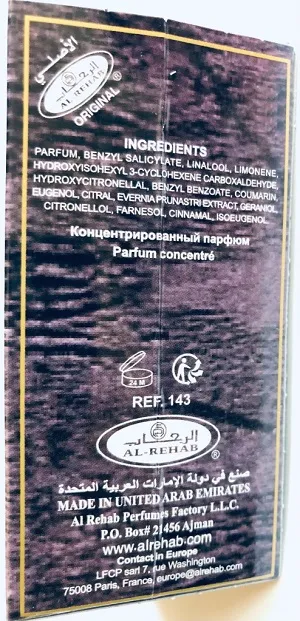 الأصلي
الرحاب
AL-REHAB ®
ORIGINAL
INGREDIENTS
PARFUM, BENZYL SALICYLATE, LINALOOL, LIMONENE,
HYDROXYISOHEXYL 3-CYCLOHEXENE CARBOXALDEHYDE,
HYDROXYCITRONELLAL, BENZYL BENZOATE, COUMARIN,
EUGENOL, CITRAL, EVERNIA PRUNASTRI EXTRACT, GERANIOL,
CITRONELLOL, FARNESOL, CINNAMAL, ISOEUGENOL
Концентрированный парфюм
Parfum concentré
24 M
REF. 143
الرحاب
AL-REHAB ®
صنع في دولة الإمارات العربية المتحدة
MADE IN UNITED ARAB EMIRATES
Al Rehab Perfumes Factory L.L.C.
P.O. Box# 21456 Ajman
www.alrehab.com
Contact in Europe
LFCP sarl 7, rue Washington
75008 Paris, France, europe@alrehab.com